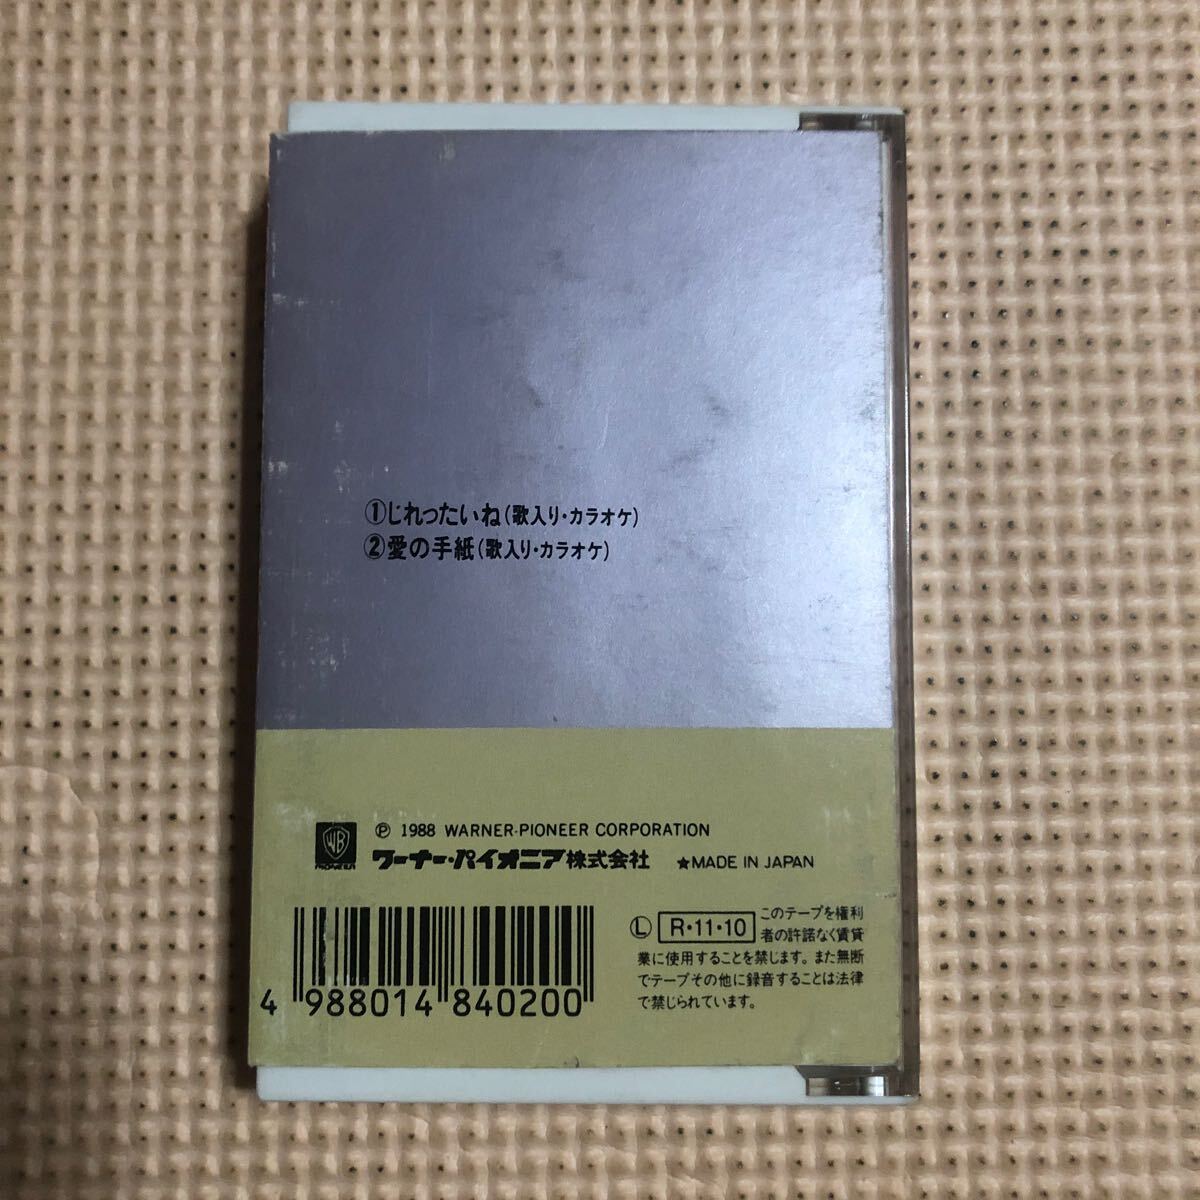 ①じれったいね(歌入り・カラオケ)
②愛の手紙(歌入り・カラオケ)
WB
PIONEER
Ⓟ 1988 WARNER-PIONEER CORPORATION
ワーナー・パイオニア株式会社 ★MADE IN JAPAN
4 988014 840200
Ⓛ R・11・10 このテープを権利
者の許諾なく賃貸
業に使用することを禁じます。また無断
でテープその他に録音することは法律
で禁じられています。